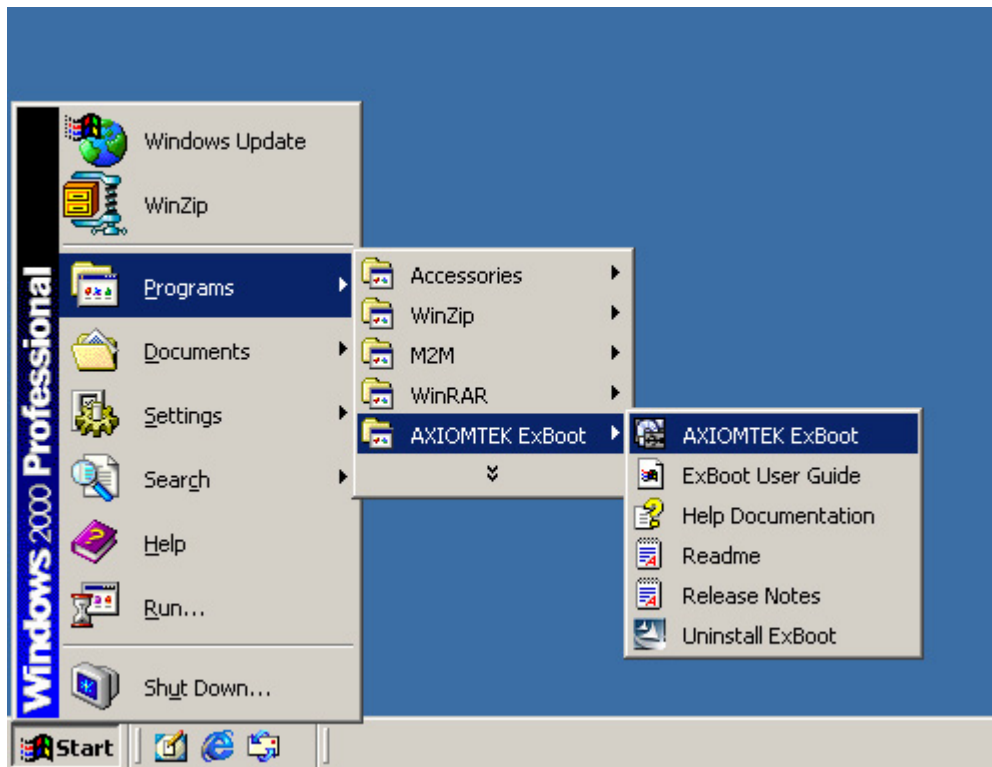 Windows Update
WinZip
Programs
Documents
Settings
Search
Help
Run...
Shut Down...
Windows 2000 Professional
Accessories
WinZip
M2M
WinRAR
AXIOMTEK ExBoot
AXIOMTEK ExBoot
ExBoot User Guide
Help Documentation
Readme
Release Notes
Uninstall ExBoot
Start